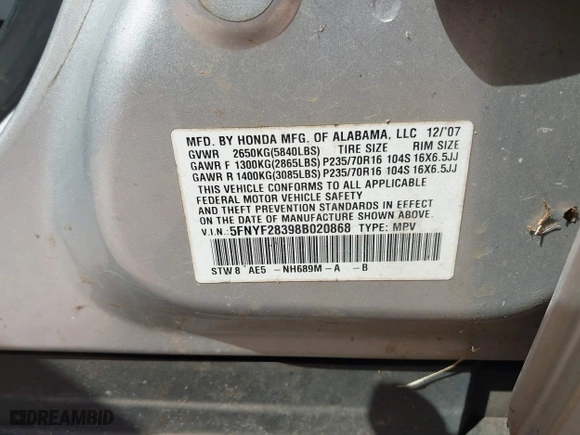 MFD. BY HONDA MFG. OF ALABAMA, LLC 12/'07
GVWR 2650KG(5840LBS) TIRE SIZE RIM SIZE
GAWR F 1300KG(2865LBS) P235/70R16 104S 16X6.5JJ
GAWR R 1400KG(3085LBS) P235/70R16 104S 16X6.5JJ
THIS VEHICLE CONFORMS TO ALL APPLICABLE
FEDERAL MOTOR VEHICLE SAFETY
AND THEFT PREVENTION STANDARDS IN EFFECT
ON THE DATE OF MANUFACTURE SHOWN ABOVE.
V.I.N.: 5FNYF28398B020868 TYPE: MPV
STW8 AE5 -NH689M-A -B
DREAMBID